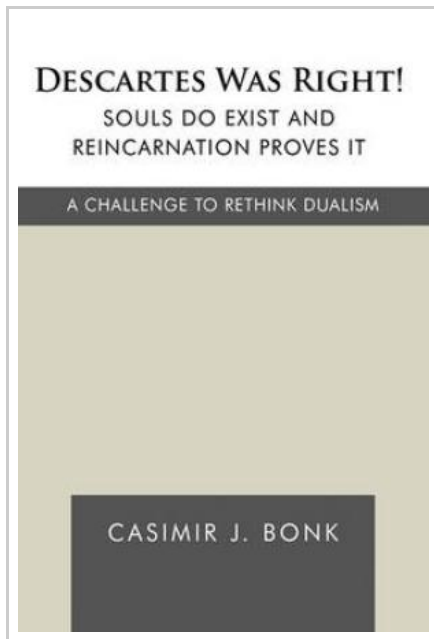 DESCARTES WAS RIGHT!
SOULS DO EXIST AND
REINCARNATION PROVES IT
A CHALLENGE TO RETHINK DUALISM
CASIMIR J. BONK